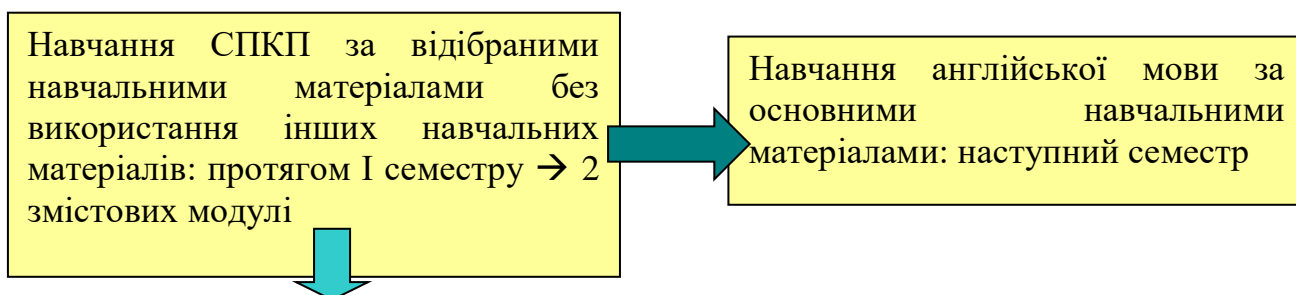 Навчання СПКП за відібраними
навчальними матеріалами без
використання інших навчальних
матеріалів: протягом І семестру → 2
змістових модулі
Навчання англійської мови за
основними навчальними
матеріалами: наступний семестр